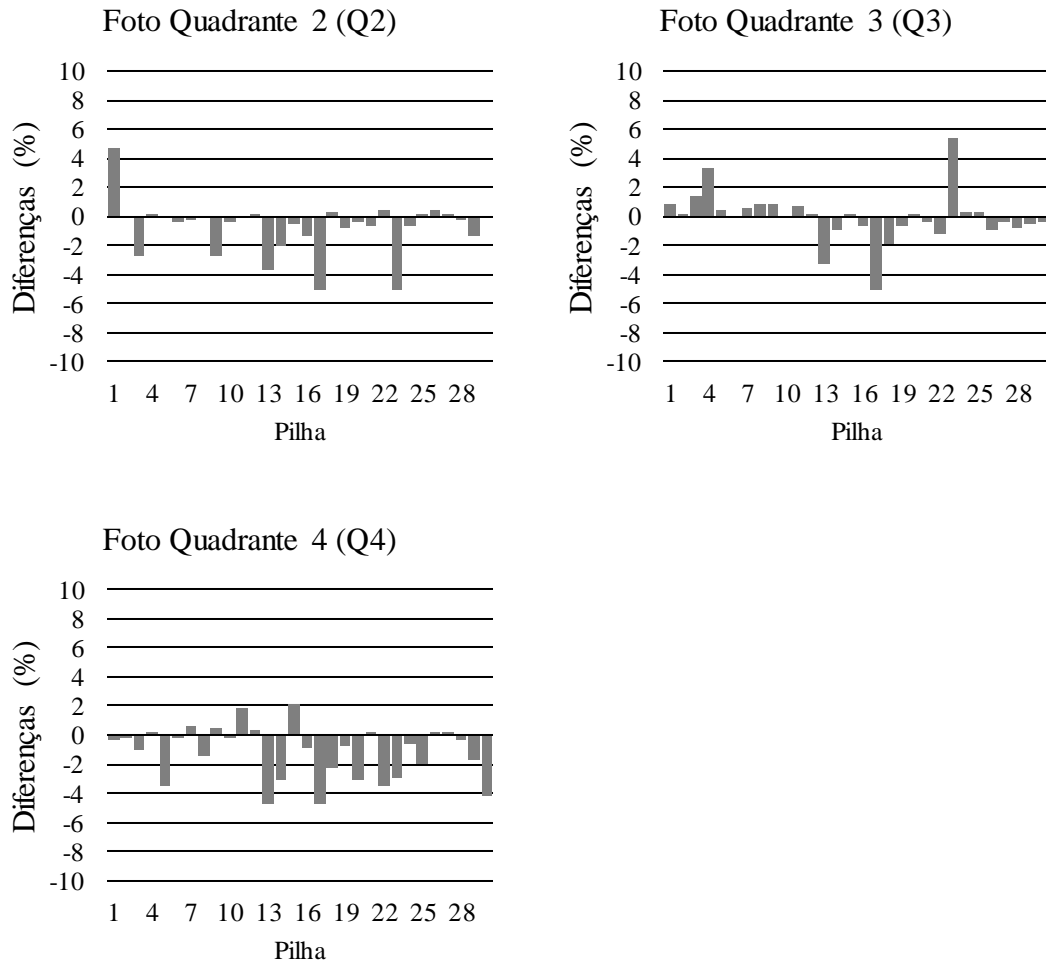 Foto Quadrante 2 (Q2)
10
8
6
4
2
0
-2
-4
-6
-8
-10
Diferenças (%)
1 4 7 10 13 16 19 22 25 28
Pilha
Foto Quadrante 3 (Q3)
10
8
6
4
2
0
-2
-4
-6
-8
-10
Diferenças (%)
1 4 7 10 13 16 19 22 25 28
Pilha
Foto Quadrante 4 (Q4)
10
8
6
4
2
0
-2
-4
-6
-8
-10
Diferenças (%)
1 4 7 10 13 16 19 22 25 28
Pilha